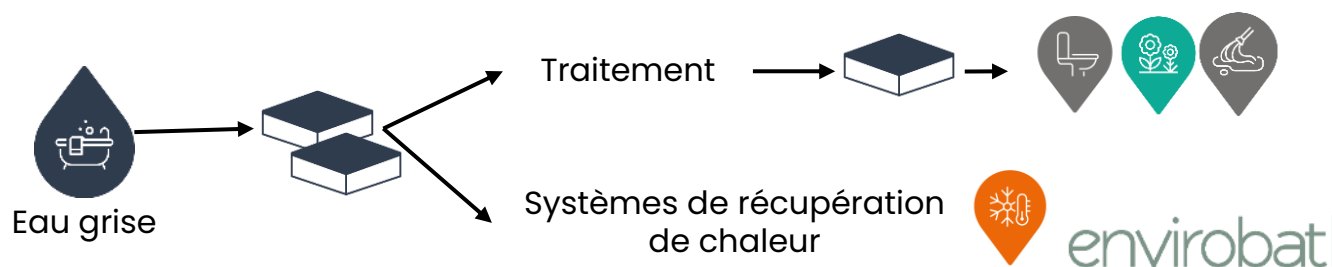 Traitement
Eau grise
Systèmes de récupération
de chaleur
envirobat